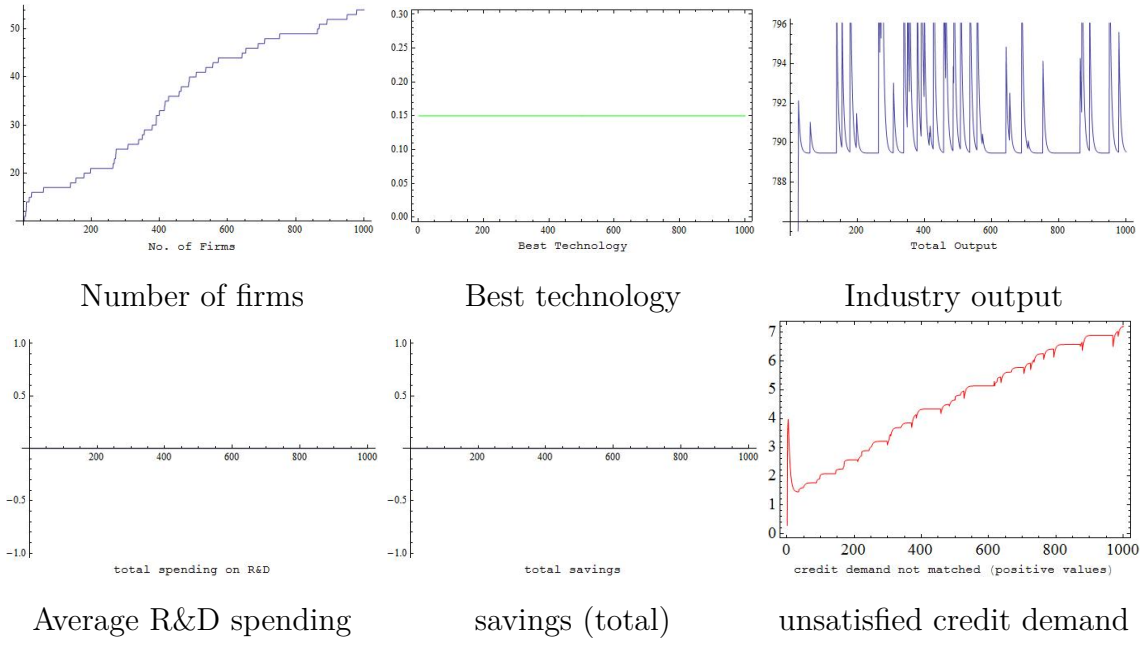 50
40
30
20
200 400 600 800 1000
No. of Firms
0.30
0.25
0.20
0.15
0.10
0.05
0.00
0 200 400 600 800 1000
Best Technology
796
794
792
790
788
200 400 600 800 1000
Total Output
Number of firms
Best technology
Industry output
1.0
0.5
200 400 600 800 1000
−0.5
−1.0
total spending on R&D
1.0
0.5
200 400 600 800 1000
−0.5
−1.0
total savings
7
6
5
4
3
2
1
0
0 200 400 600 800 1000
credit demand not matched (positive values)
Average R&D spending
savings (total)
unsatisfied credit demand